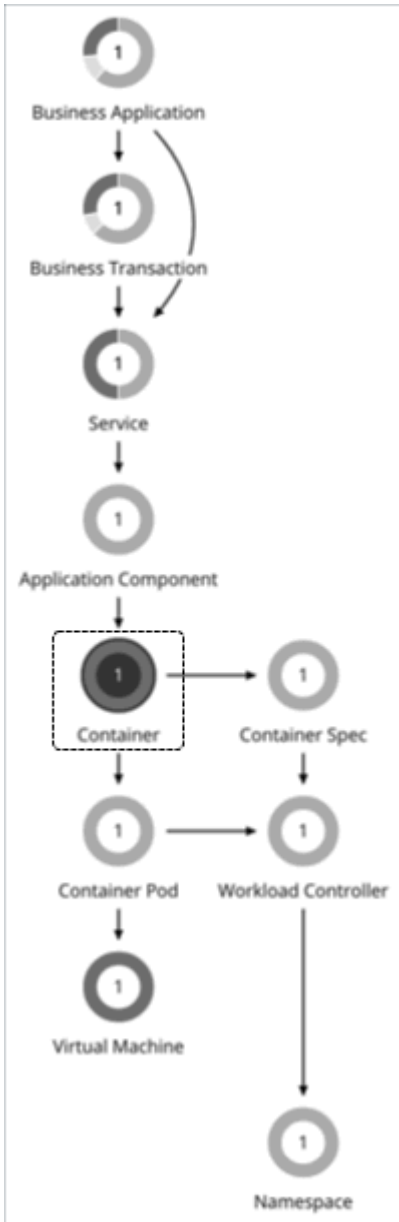 1
Business Application
1
Business Transaction
1
Service
1
Application Component
1 1
Container Container Spec
1 1
Container Pod Workload Controller
1
Virtual Machine
1
Namespace